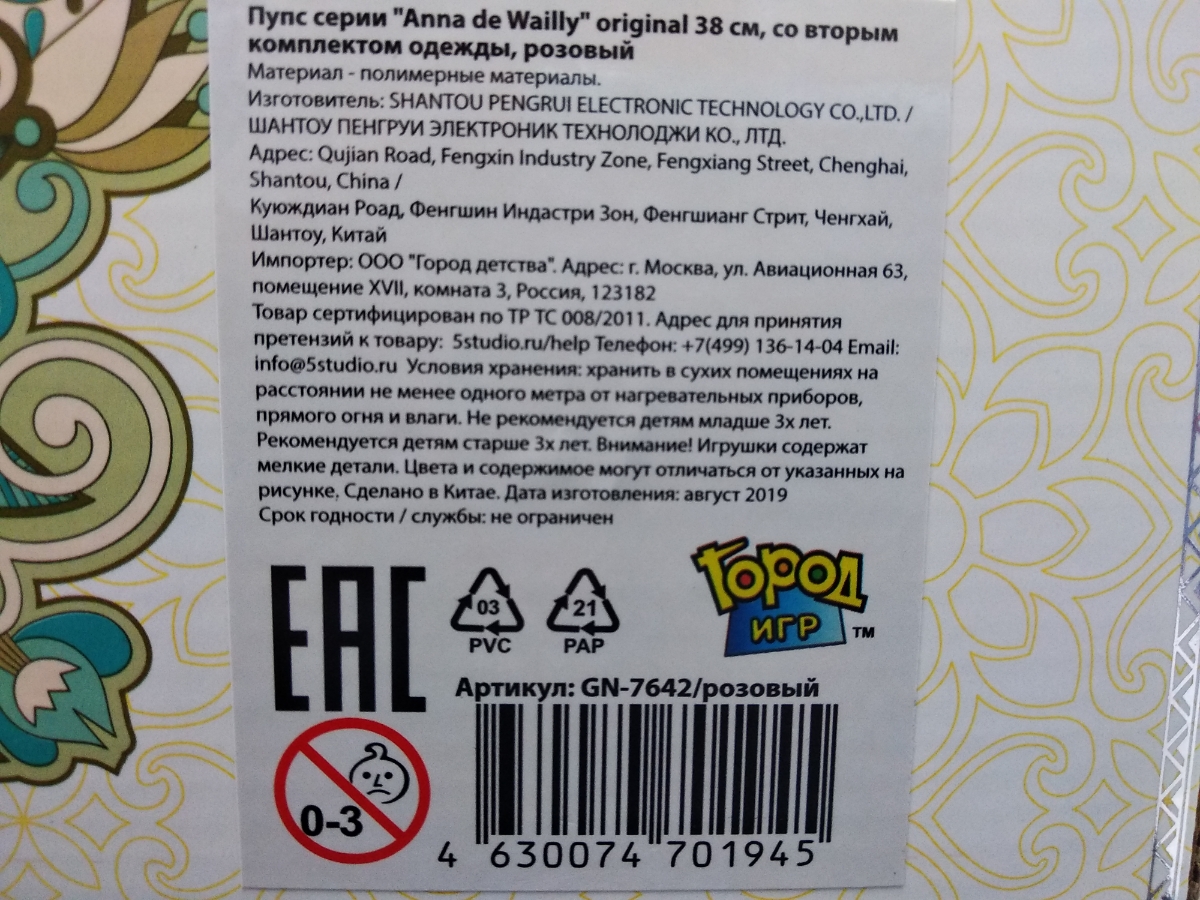 Пупс серии "Anna de Wailly" original 38 см, со вторым
комплектом одежды, розовый
Материал - полимерные материалы.
Изготовитель: SHANTOU PENGRUI ELECTRONIC TECHNOLOGY CO.,LTD. /
ШАНТОУ ПЕНГРУИ ЭЛЕКТРОНИК ТЕХНОЛОДЖИ КО., ЛТД.
Адрес: Qujian Road, Fengxin Industry Zone, Fengxiang Street, Chenghai,
Shantou, China /
Куюждиан Роад, Фенгшин Индастри Зон, Фенгшианг Стрит, Ченгхай,
Шантоу, Китай
Импортер: ООО "Город детства". Адрес: г. Москва, ул. Авиационная 63,
помещение XVII, комната 3, Россия, 123182
Товар сертифицирован по ТР ТС 008/2011. Адрес для принятия
претензий к товару: 5studio.ru/help Телефон: +7(499) 136-14-04 Email:
info@5studio.ru Условия хранения: хранить в сухих помещениях на
расстоянии не менее одного метра от нагревательных приборов,
прямого огня и влаги. Не рекомендуется детям младше 3х лет.
Рекомендуется детям старше 3х лет. Внимание! Игрушки содержат
мелкие детали. Цвета и содержимое могут отличаться от указанных на
рисунке. Сделано в Китае. Дата изготовления: август 2019
Срок годности / службы: не ограничен
EAC
03
PVC
21
PAP
Город
ИГР
TM
Артикул: GN-7642/розовый
0-3
4 630074 701945